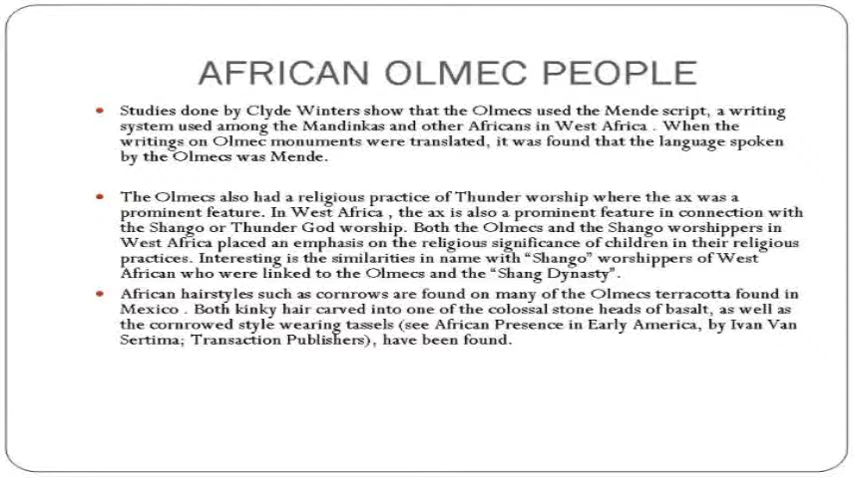 AFRICAN OLMEC PEOPLE
• Studies done by Clyde Winters show that the Olmecs used the Mende script, a writing
system used among the Mandinkas and other Africans in West Africa . When the
writings on Olmec monuments were translated, it was found that the language spoken
by the Olmecs was Mende.
• The Olmecs also had a religious practice of Thunder worship where the ax was a
prominent feature. In West Africa , the ax is also a prominent feature in connection with
the Shango or Thunder God worship. Both the Olmecs and the Shango worshippers in
West Africa placed an emphasis on the religious significance of children in their religious
practices. Interesting is the similarities in name with “Shango” worshippers of West
African who were linked to the Olmecs and the “Shang Dynasty”.
• African hairstyles such as cornrows are found on many of the Olmecs terracotta found in
Mexico . Both kinky hair carved into one of the colossal stone heads of basalt, as well as
the cornrowed style wearing tassels (see African Presence in Early America, by Ivan Van
Sertima; Transaction Publishers), have been found.